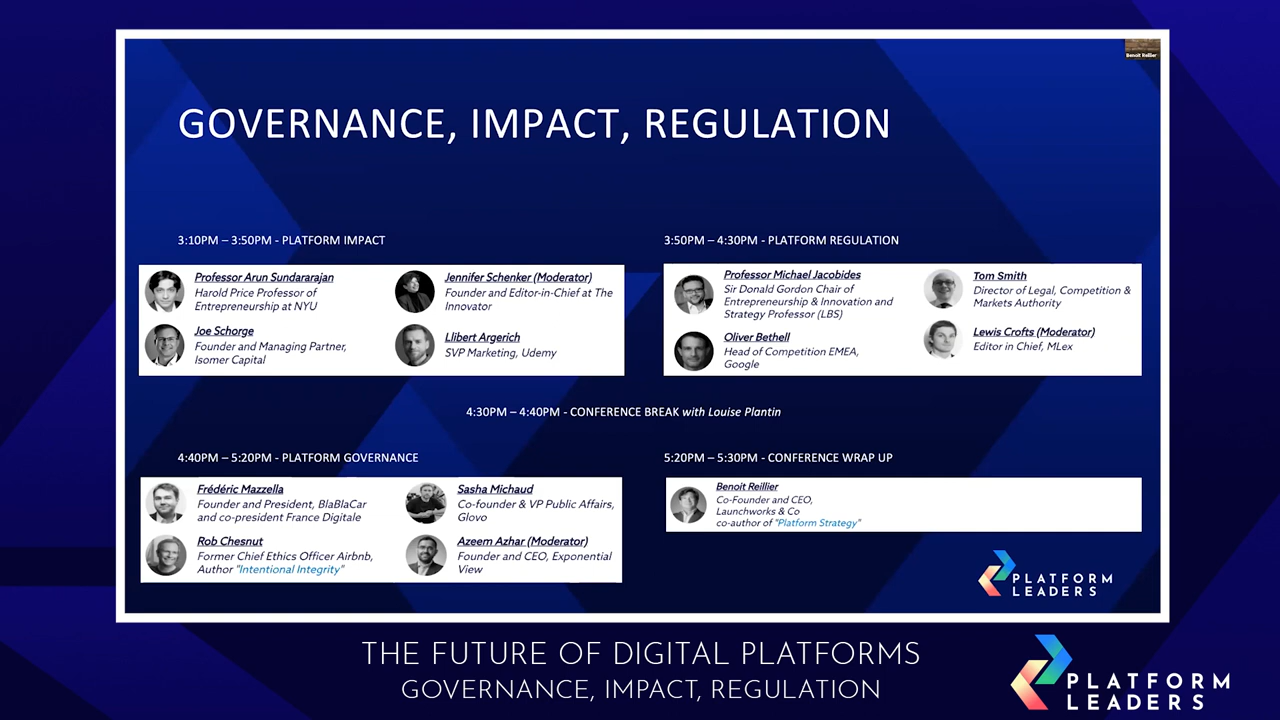 Benoit Reillier
GOVERNANCE, IMPACT, REGULATION
3:10PM – 3:50PM - PLATFORM IMPACT
Professor Arun Sundararajan
Harold Price Professor of
Entrepreneurship at NYU
Jennifer Schenker (Moderator)
Founder and Editor-in-Chief at The
Innovator
Joe Schorge
Founder and Managing Partner,
Isomer Capital
Llibert Argerich
SVP Marketing, Udemy
3:50PM – 4:30PM - PLATFORM REGULATION
Professor Michael Jacobides
Sir Donald Gordon Chair of
Entrepreneurship & Innovation and
Strategy Professor (LBS)
Tom Smith
Director of Legal, Competition &
Markets Authority
Oliver Bethell
Head of Competition EMEA,
Google
Lewis Crofts (Moderator)
Editor in Chief, MLex
4:30PM – 4:40PM - CONFERENCE BREAK with Louise Plantin
4:40PM – 5:20PM - PLATFORM GOVERNANCE
Frédéric Mazzella
Founder and President, BlaBlaCar
and co-president France Digitale
Sasha Michaud
Co-founder & VP Public Affairs,
Glovo
Rob Chesnut
Former Chief Ethics Officer Airbnb,
Author "Intentional Integrity"
Azeem Azhar (Moderator)
Founder and CEO, Exponential
View
5:20PM – 5:30PM - CONFERENCE WRAP UP
Benoit Reillier
Co-Founder and CEO,
Launchworks & Co
co-author of "Platform Strategy"
PLATFORM
LEADERS
THE FUTURE OF DIGITAL PLATFORMS
GOVERNANCE, IMPACT, REGULATION
PLATFORM
LEADERS